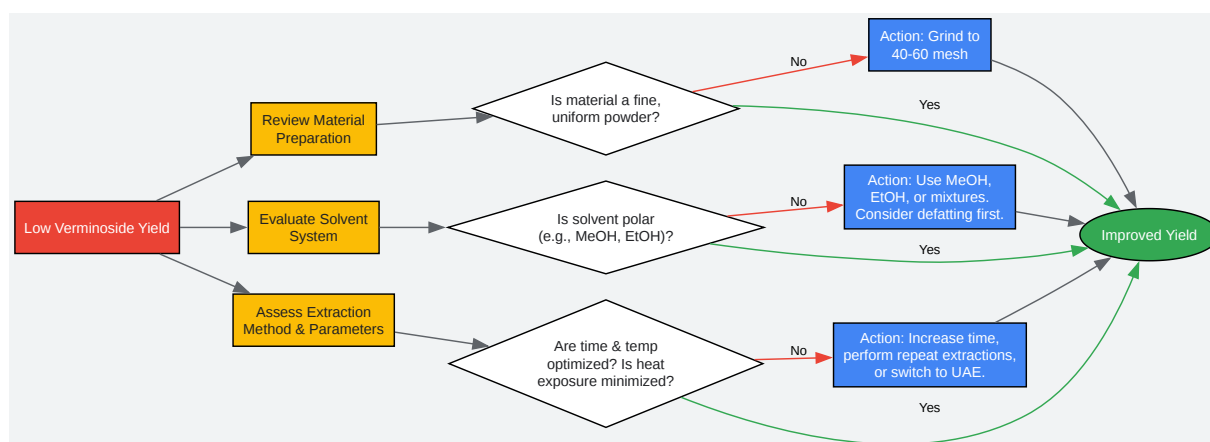 Action: Grind to
40-60 mesh
No
Is material a fine,
uniform powder?
Yes
Review Material
Preparation
Action: Use MeOH,
EtOH, or mixtures.
Consider defatting first.
No
Low Verminoside Yield
Evaluate Solvent
System
Is solvent polar
(e.g., MeOH, EtOH)?
Yes
Improved Yield
Assess Extraction
Method & Parameters
Are time & temp
optimized? Is heat
exposure minimized?
No
Action: Increase time,
perform repeat extractions,
or switch to UAE.
Yes